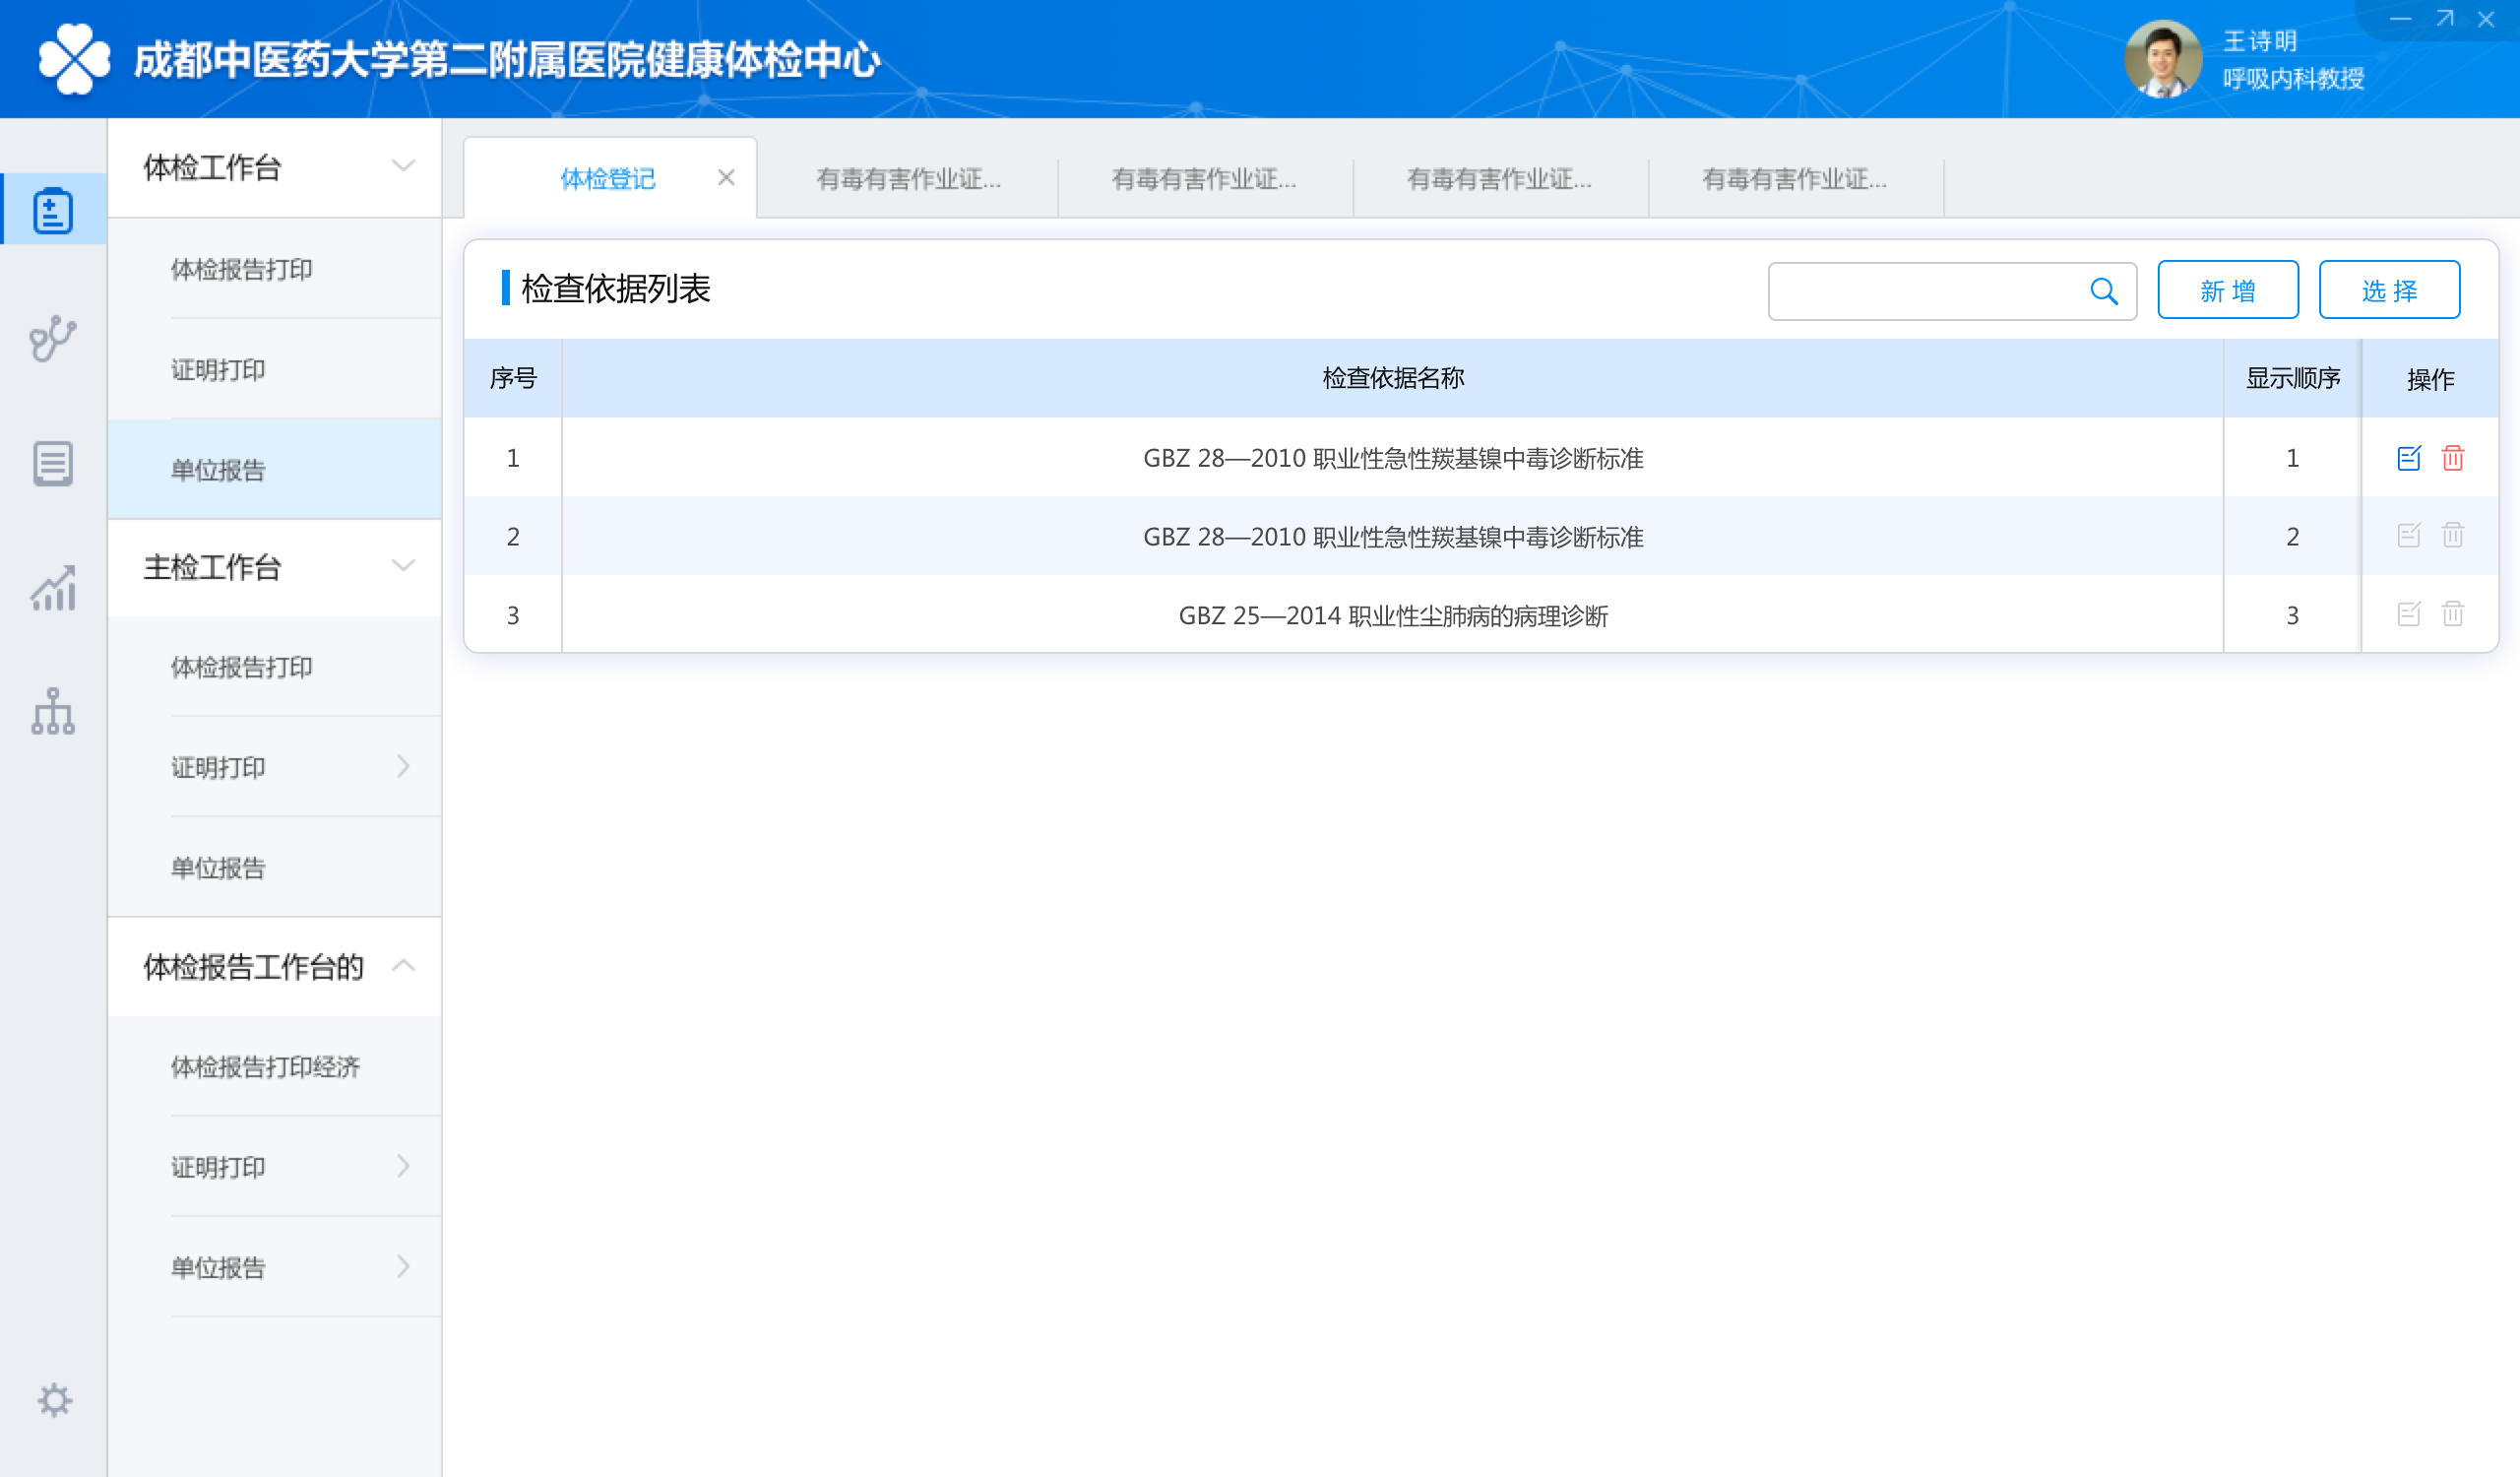 成都中医药大学第二附属医院健康体检中心
王诗明
呼吸内科教授
体检工作台
体检报告打印
证明打印
单位报告
主检工作台
体检报告打印
证明打印
单位报告
体检报告工作台的
体检报告打印经济
证明打印
单位报告
体检登记
有毒有害作业证...
有毒有害作业证...
有毒有害作业证...
有毒有害作业证...
检查依据列表
新 增
选 择
序号 检查依据名称 显示顺序 操作
1 GBZ 28—2010 职业性急性羰基镍中毒诊断标准 1
2 GBZ 28—2010 职业性急性羰基镍中毒诊断标准 2
3 GBZ 25—2014 职业性尘肺病的病理诊断 3